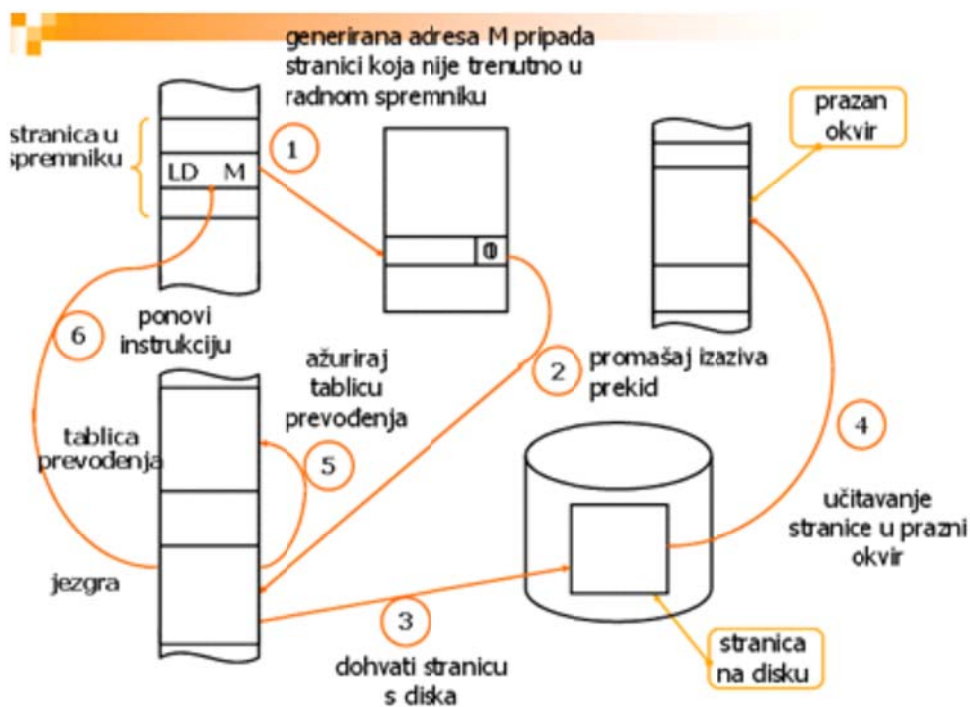 generirana adresa M pripada
stranici koja nije trenutno u
radnom spremniku
prazan
okvir
stranica u
spremniku
1
LD M
0
6
ponovi
instrukciju
ažuriraj
tablicu
prevođenja
2
promašaj izaziva
prekid
4
tablica
prevođenja
5
učitavanje
stranice u prazni
okvir
jezgra
3
dohvati stranicu
s diska
stranica
na disku